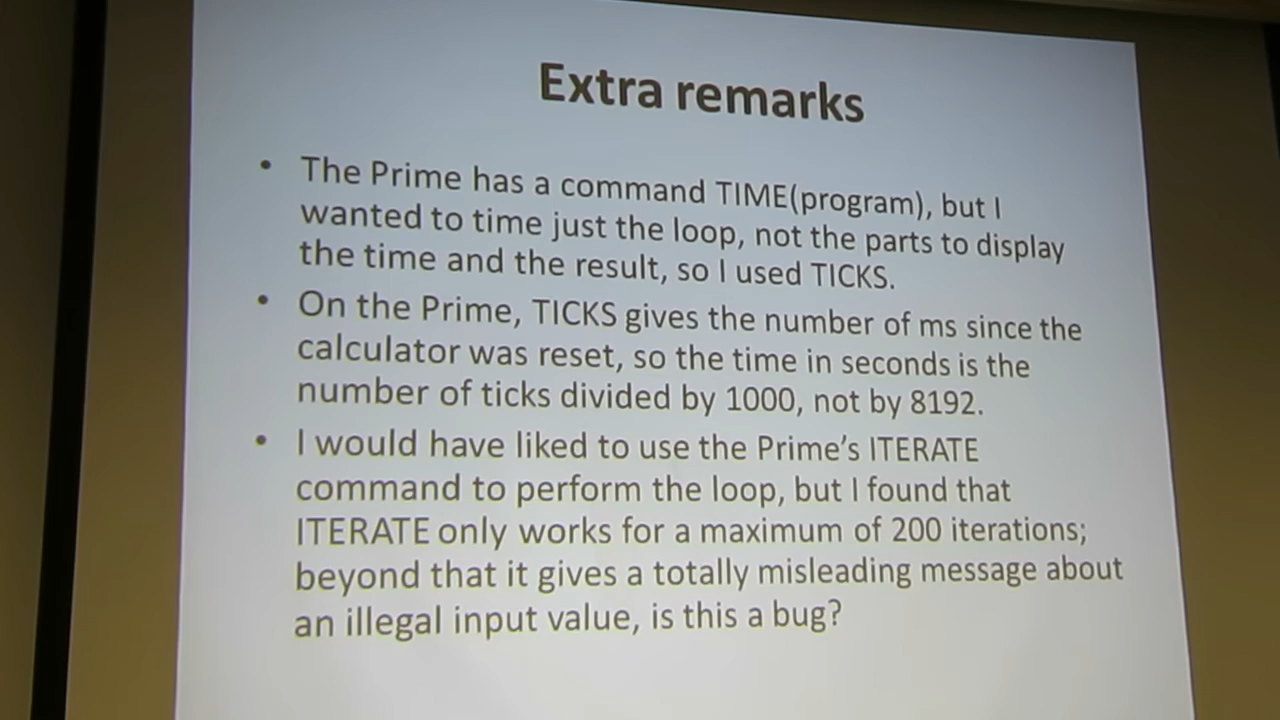 Extra remarks
• The Prime has a command TIME(program), but I
wanted to time just the loop, not the parts to display
the time and the result, so I used TICKS.
• On the Prime, TICKS gives the number of ms since the
calculator was reset, so the time in seconds is the
number of ticks divided by 1000, not by 8192.
• I would have liked to use the Prime’s ITERATE
command to perform the loop, but I found that
ITERATE only works for a maximum of 200 iterations;
beyond that it gives a totally misleading message about
an illegal input value, is this a bug?